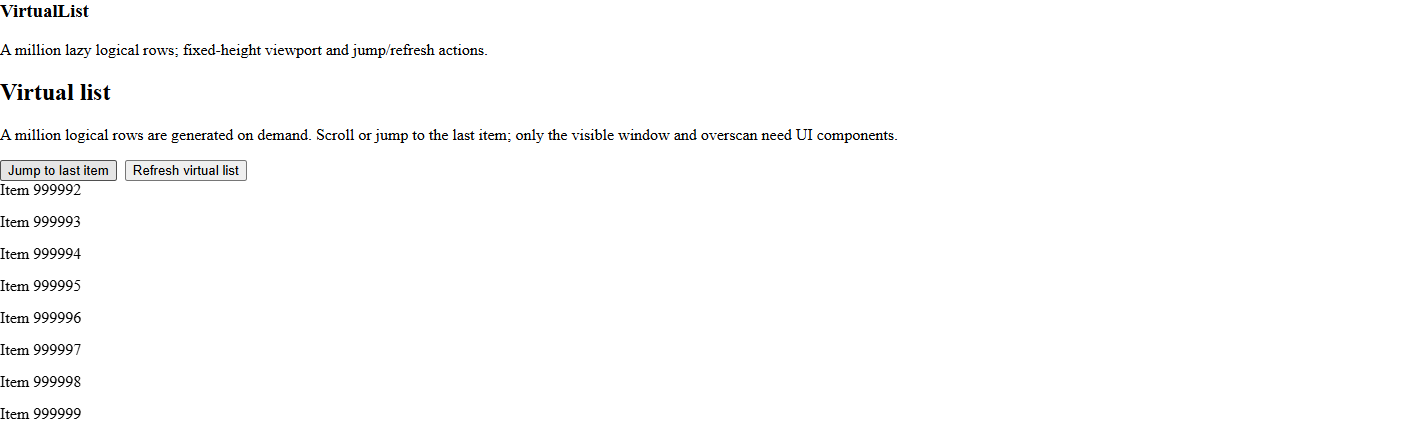 VirtualList
A million lazy logical rows; fixed-height viewport and jump/refresh actions.
Virtual list
A million logical rows are generated on demand. Scroll or jump to the last item; only the visible window and overscan need UI components.
Jump to last item Refresh virtual list
Item 999992
Item 999993
Item 999994
Item 999995
Item 999996
Item 999997
Item 999998
Item 999999